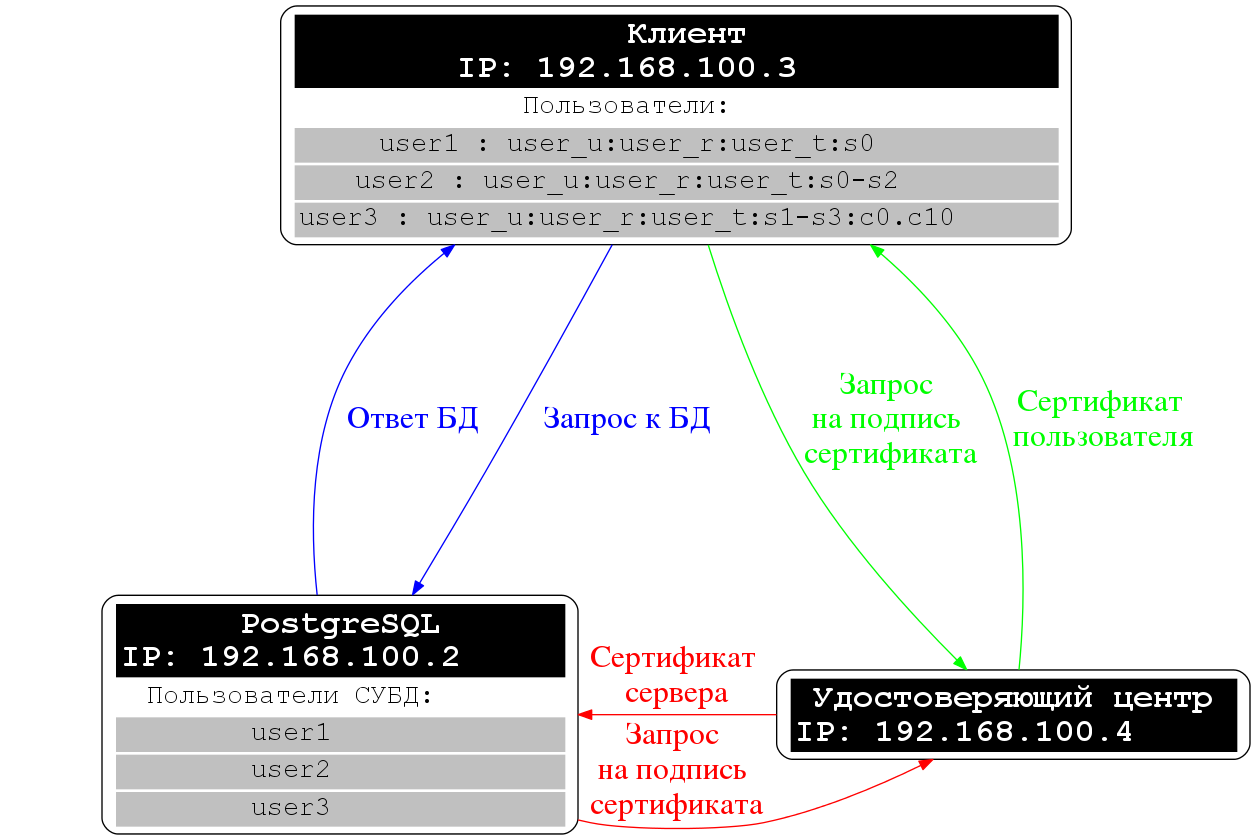 Клиент
IP: 192.168.100.3
Пользователи:
user1 : user_u:user_r:user_t:s0
user2 : user_u:user_r:user_t:s0-s2
user3 : user_u:user_r:user_t:s1-s3:c0.c10
Ответ БД
Запрос к БД
Запрос
на подпись
сертификата
Сертификат
пользователя
PostgreSQL
IP: 192.168.100.2
Пользователи СУБД:
user1
user2
user3
Сертификат
сервера
Запрос
на подпись
сертификата
Удостоверяющий центр
IP: 192.168.100.4